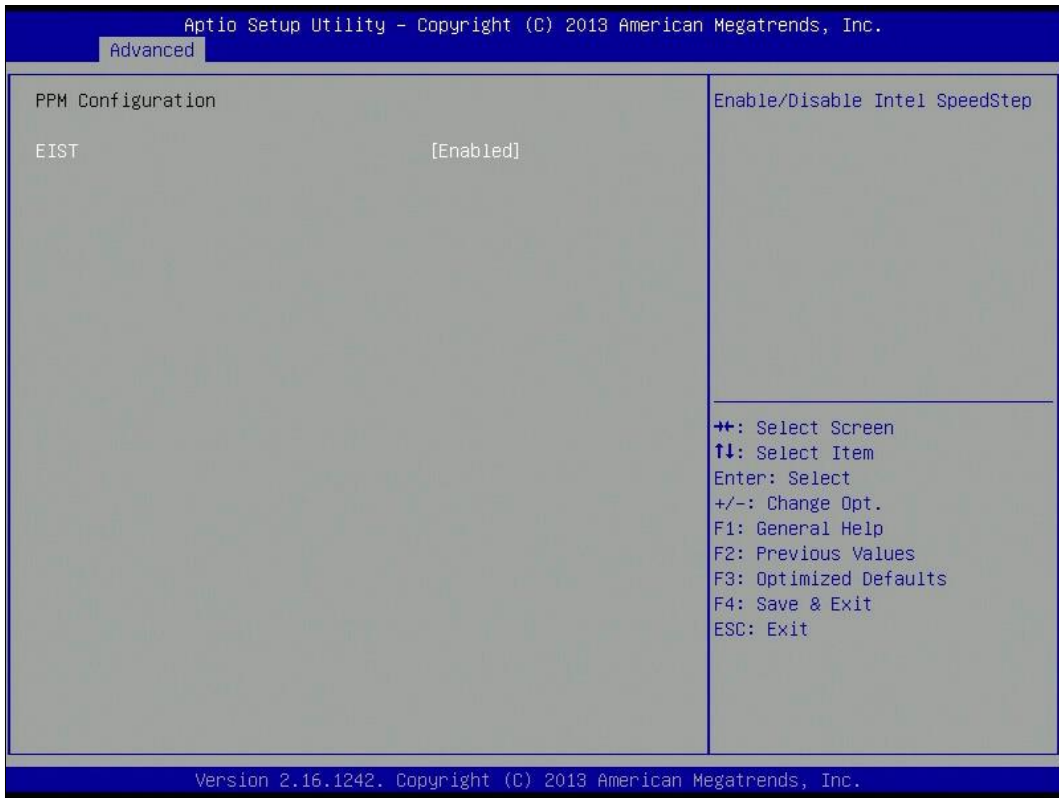 Aptio Setup Utility – Copyright (C) 2013 American Megatrends, Inc.
Advanced
PPM Configuration
EIST [Enabled]
Enable/Disable Intel SpeedStep
→←: Select Screen
↑↓: Select Item
Enter: Select
+/-: Change Opt.
F1: General Help
F2: Previous Values
F3: Optimized Defaults
F4: Save & Exit
ESC: Exit
Version 2.16.1242. Copyright (C) 2013 American Megatrends, Inc.